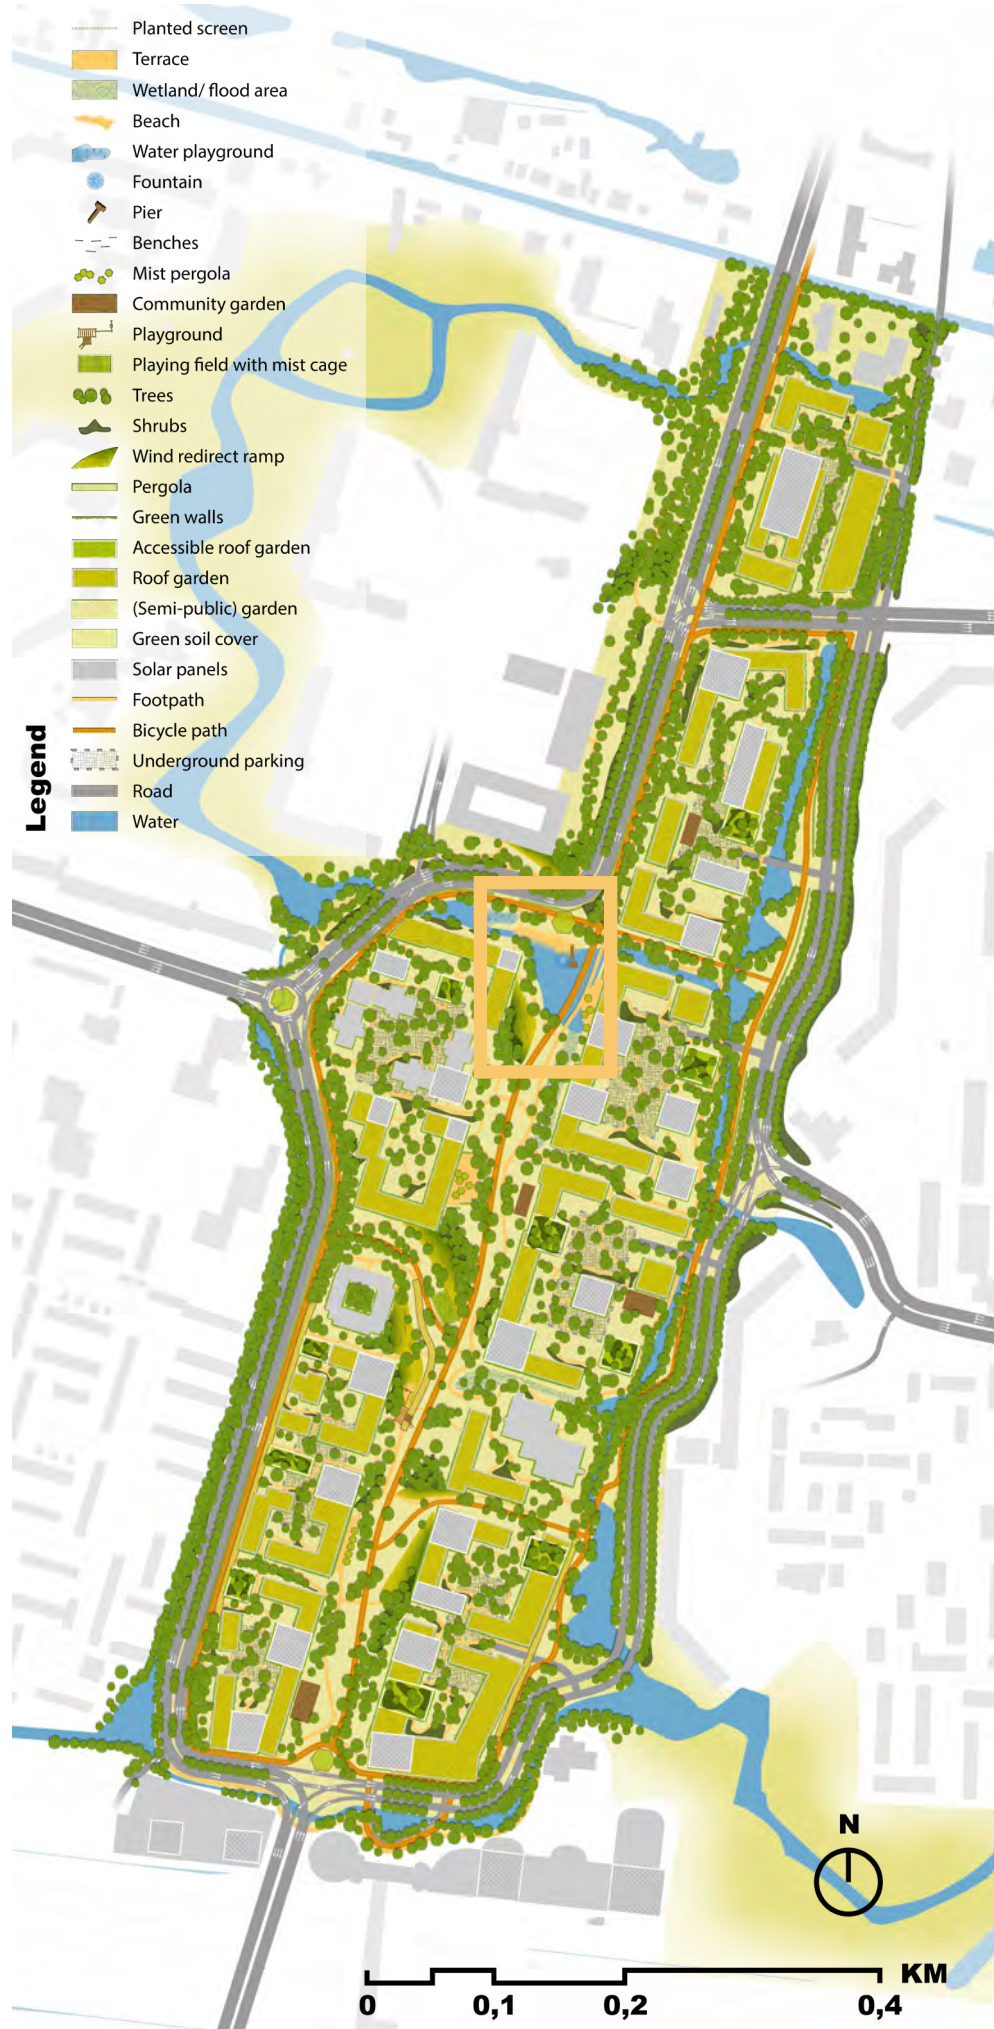 Planted screen
Terrace
Wetland/ flood area
Beach
Water playground
Fountain
Pier
Benches
Mist pergola
Community garden
Playground
Playing field with mist cage
Trees
Shrubs
Wind redirect ramp
Pergola
Green walls
Accessible roof garden
Roof garden
(Semi-public) garden
Green soil cover
Solar panels
Footpath
Bicycle path
Underground parking
Road
Water
Legend
N
KM
0 0,1 0,2 0,4